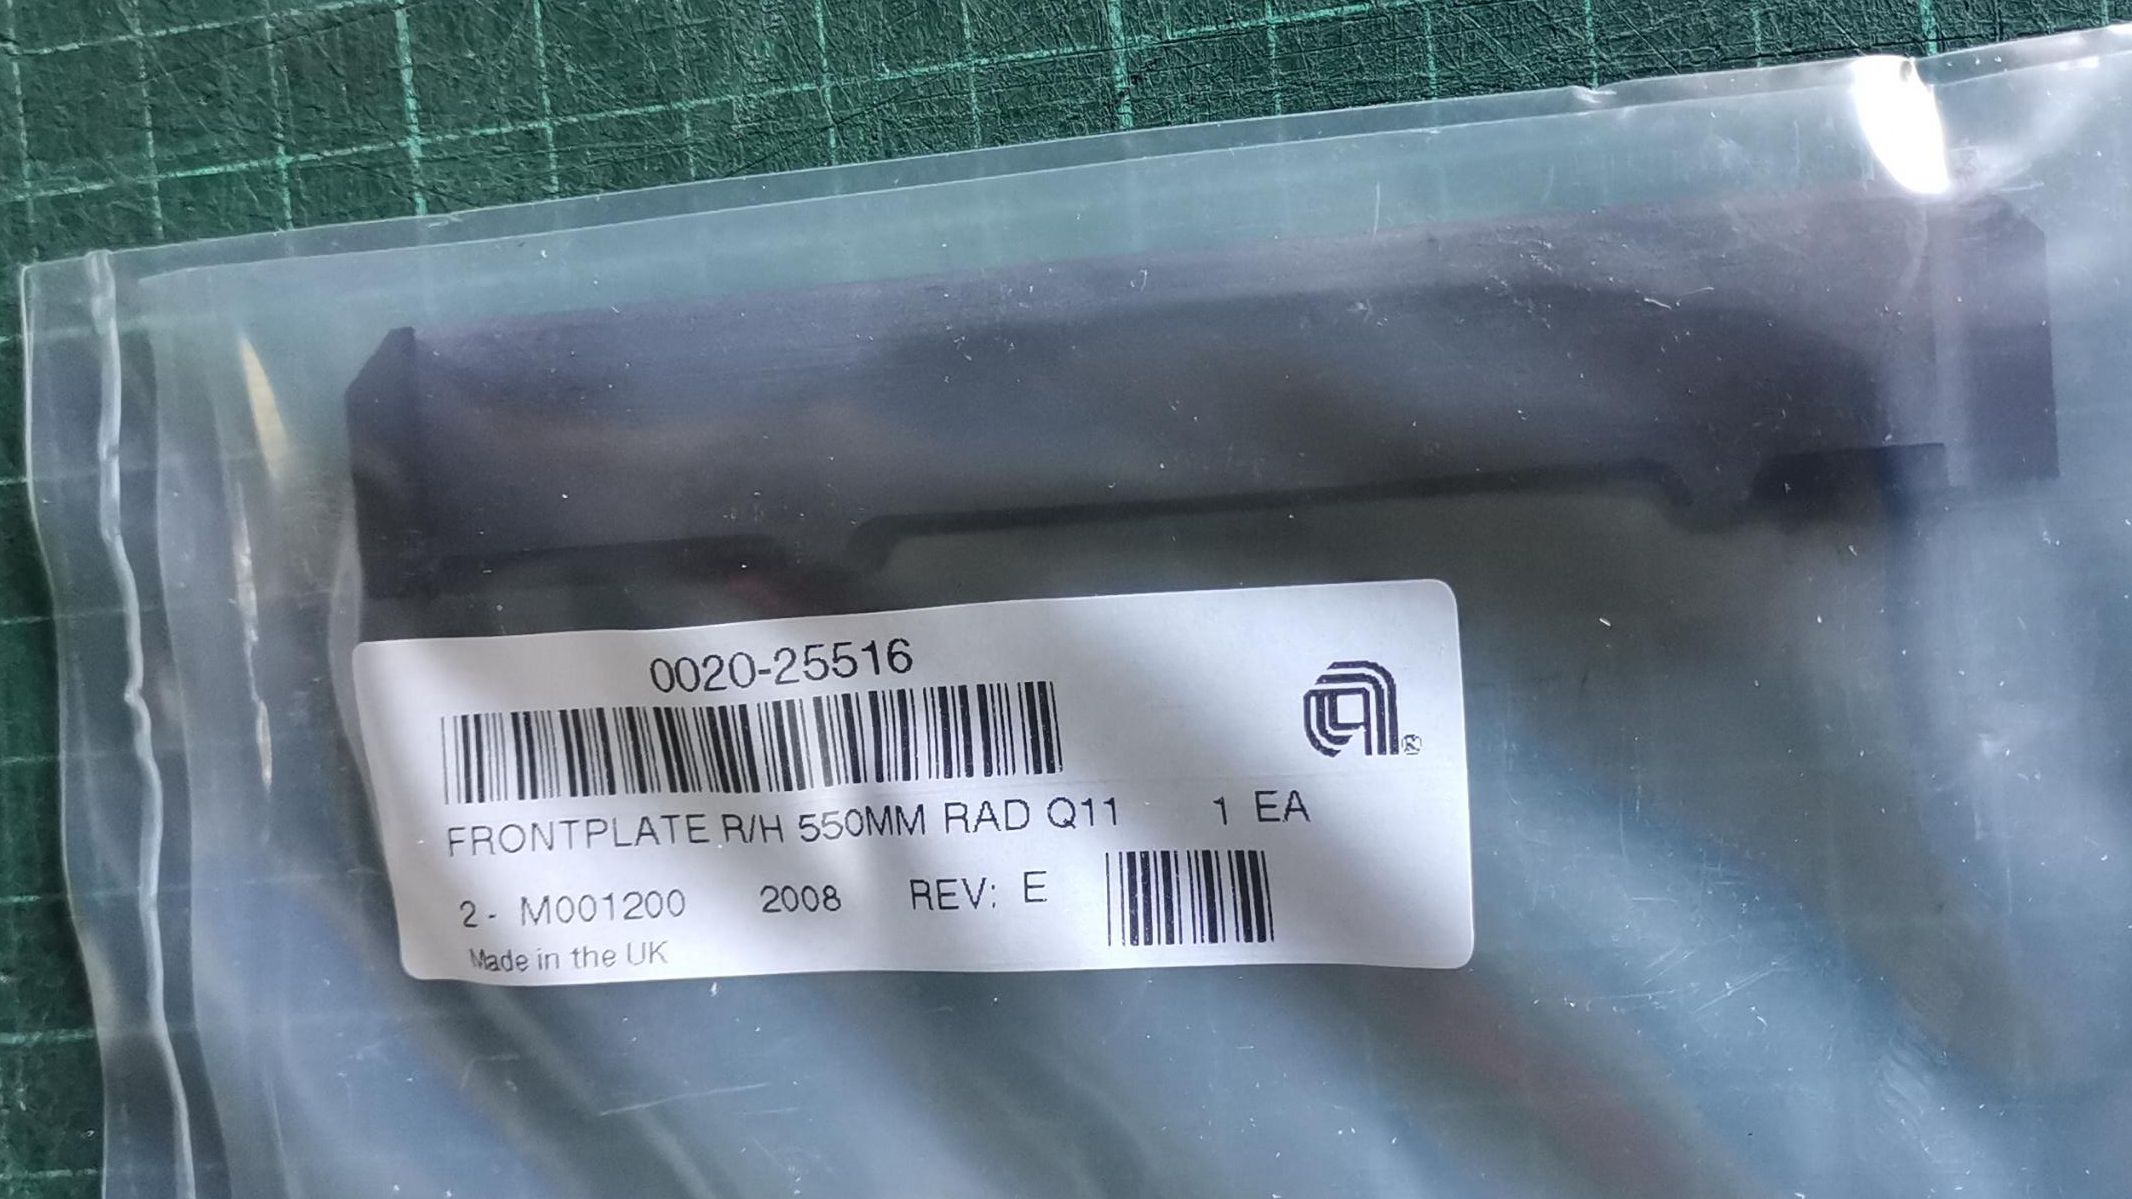 0020-25516
FRONTPLATE R/H 550MM RAD Q11 1 EA
2- M001200 2008 REV: E
Made in the UK